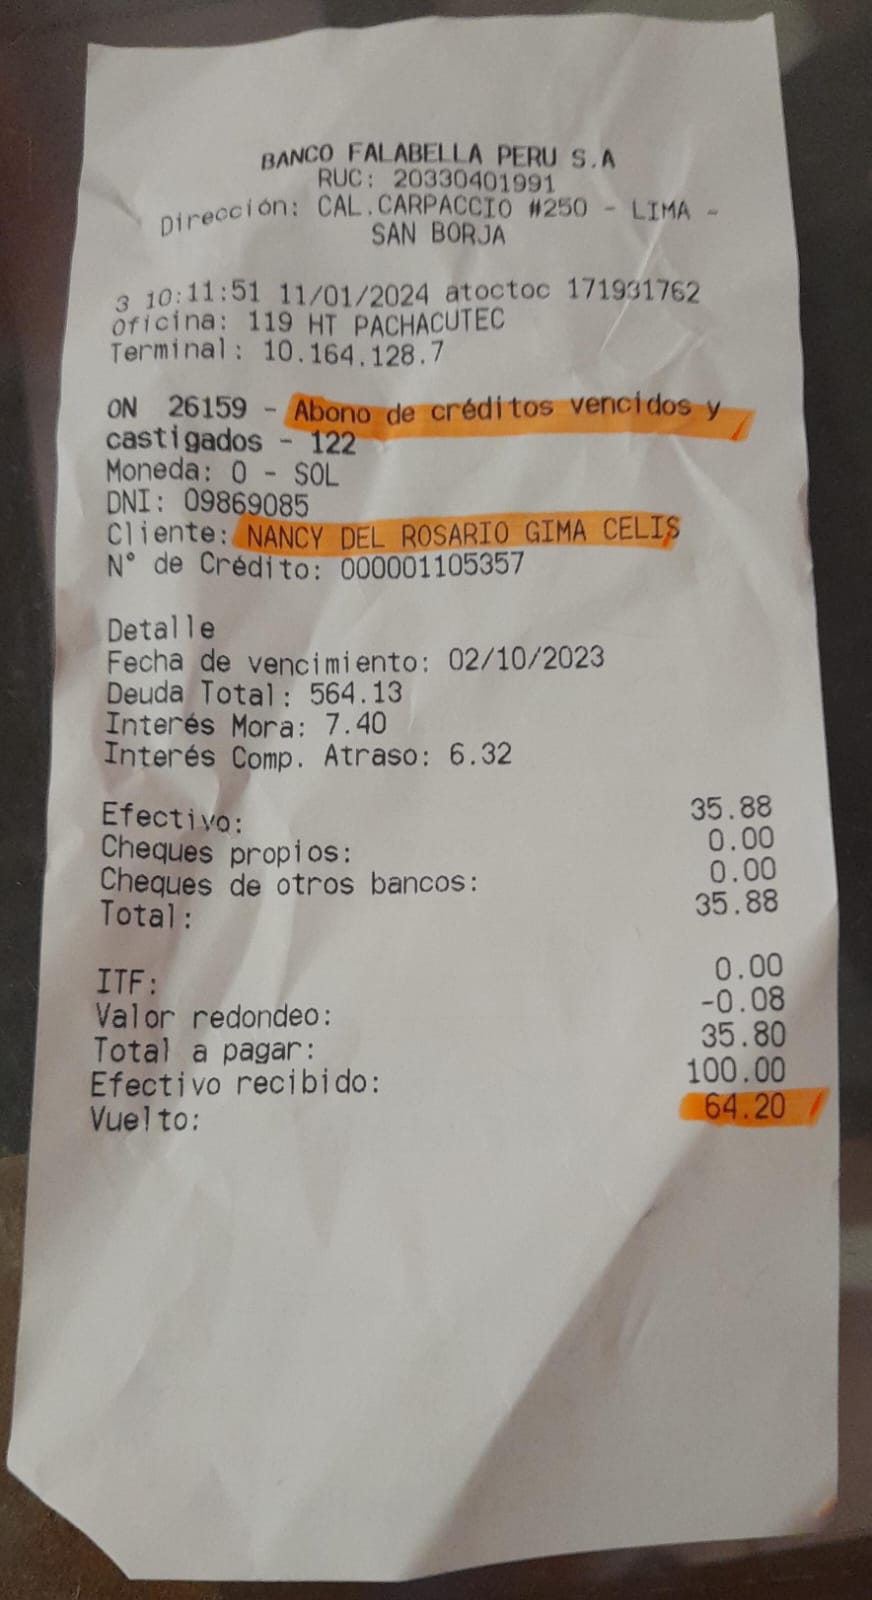 BANCO FALABELLA PERU S.A
RUC: 20330401991
Dirección: CAL.CARPACCIO #250 - LIMA -
SAN BORJA
3 10:11:51 11/01/2024 atoctoc 171931762
Oficina: 119 HT PACHACUTEC
Terminal: 10.164.128.7
ON 26159 - Abono de créditos vencidos y
castigados - 122
Moneda: 0 - SOL
DNI: 09869085
Cliente: NANCY DEL ROSARIO GIMA CELIS
N° de Crédito: 000001105357
Detalle
Fecha de vencimiento: 02/10/2023
Deuda Total: 564.13
Interés Mora: 7.40
Interés Comp. Atraso: 6.32
Efectivo: 35.88
Cheques propios: 0.00
Cheques de otros bancos: 0.00
Total: 35.88
ITF: 0.00
Valor redondeo: -0.08
Total a pagar: 35.80
Efectivo recibido: 100.00
Vuelto: 64.20